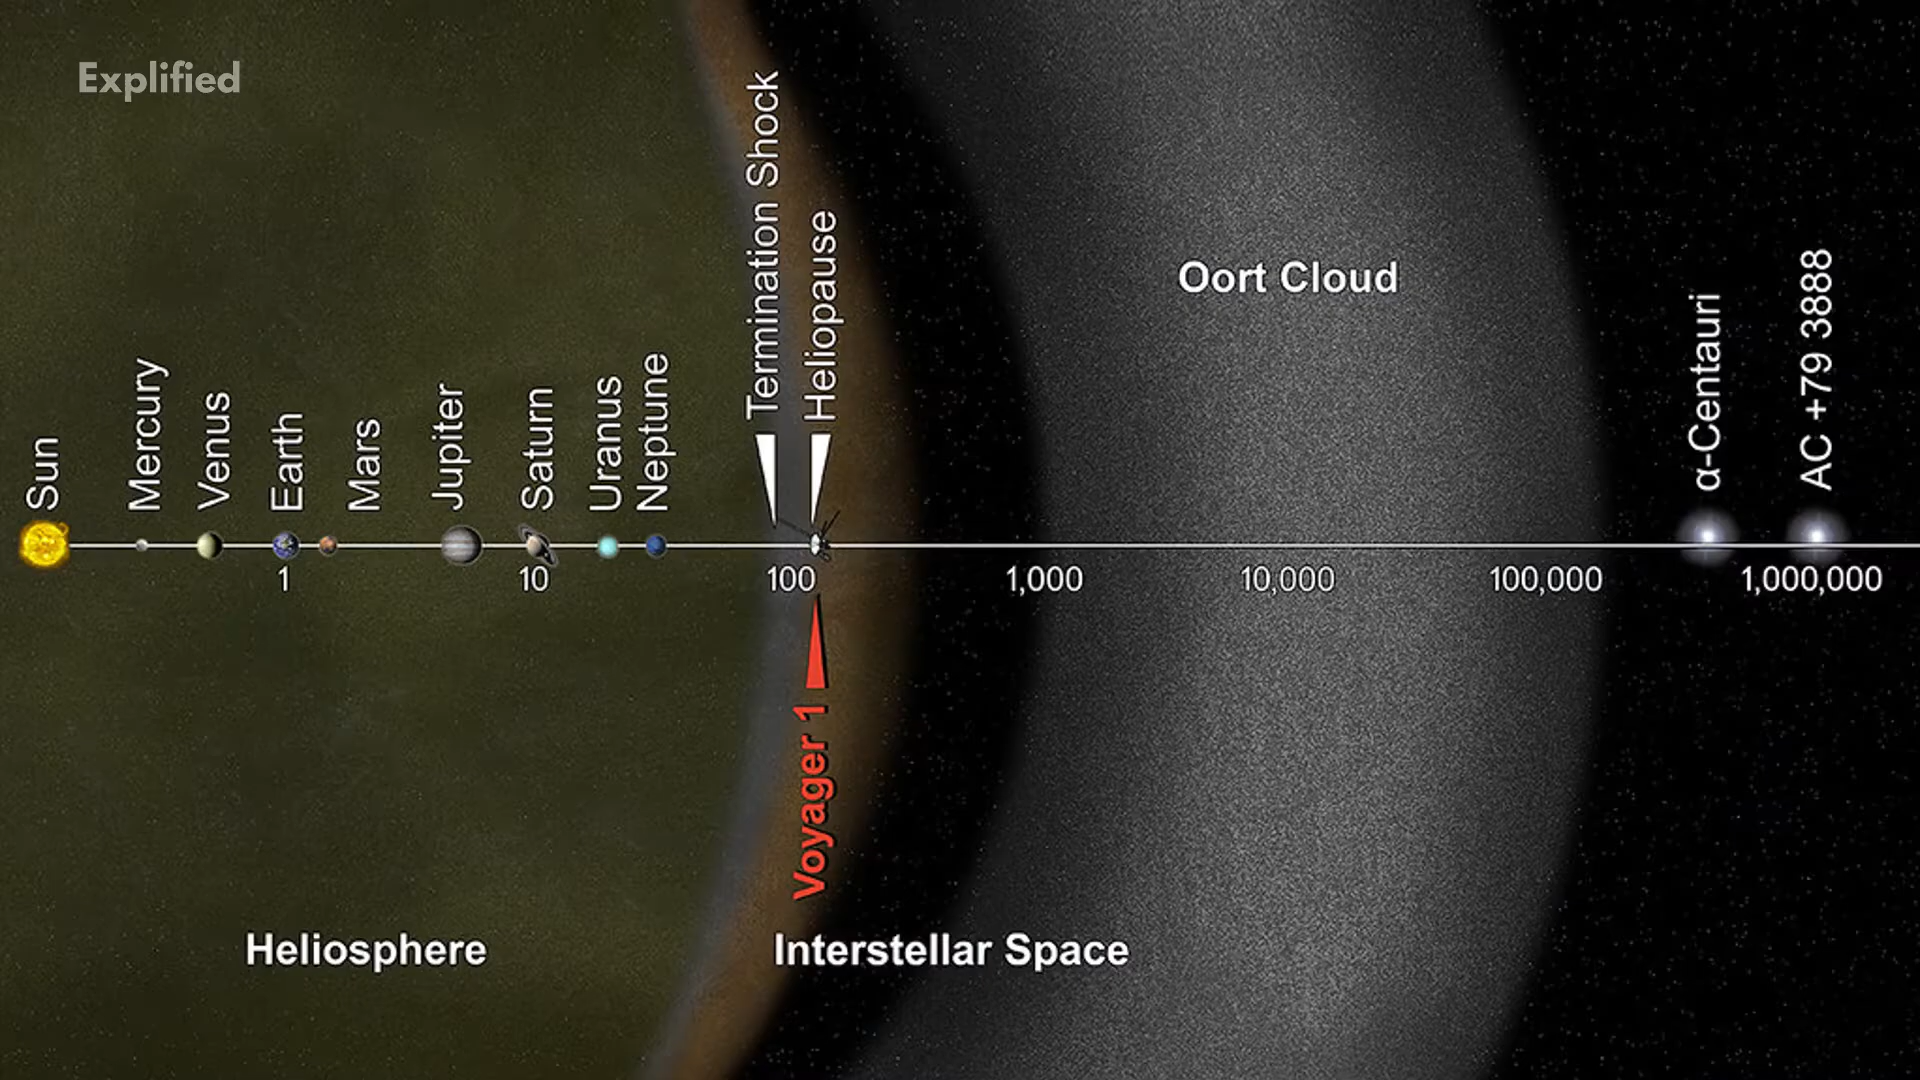 Explified
Sun
Mercury
Venus
Earth
Mars
Jupiter
Saturn
Uranus
Neptune
Termination Shock
Heliopause
Oort Cloud
α-Centauri
AC +79 3888
1
10
100
1,000
10,000
100,000
1,000,000
Voyager 1
Heliosphere
Interstellar Space